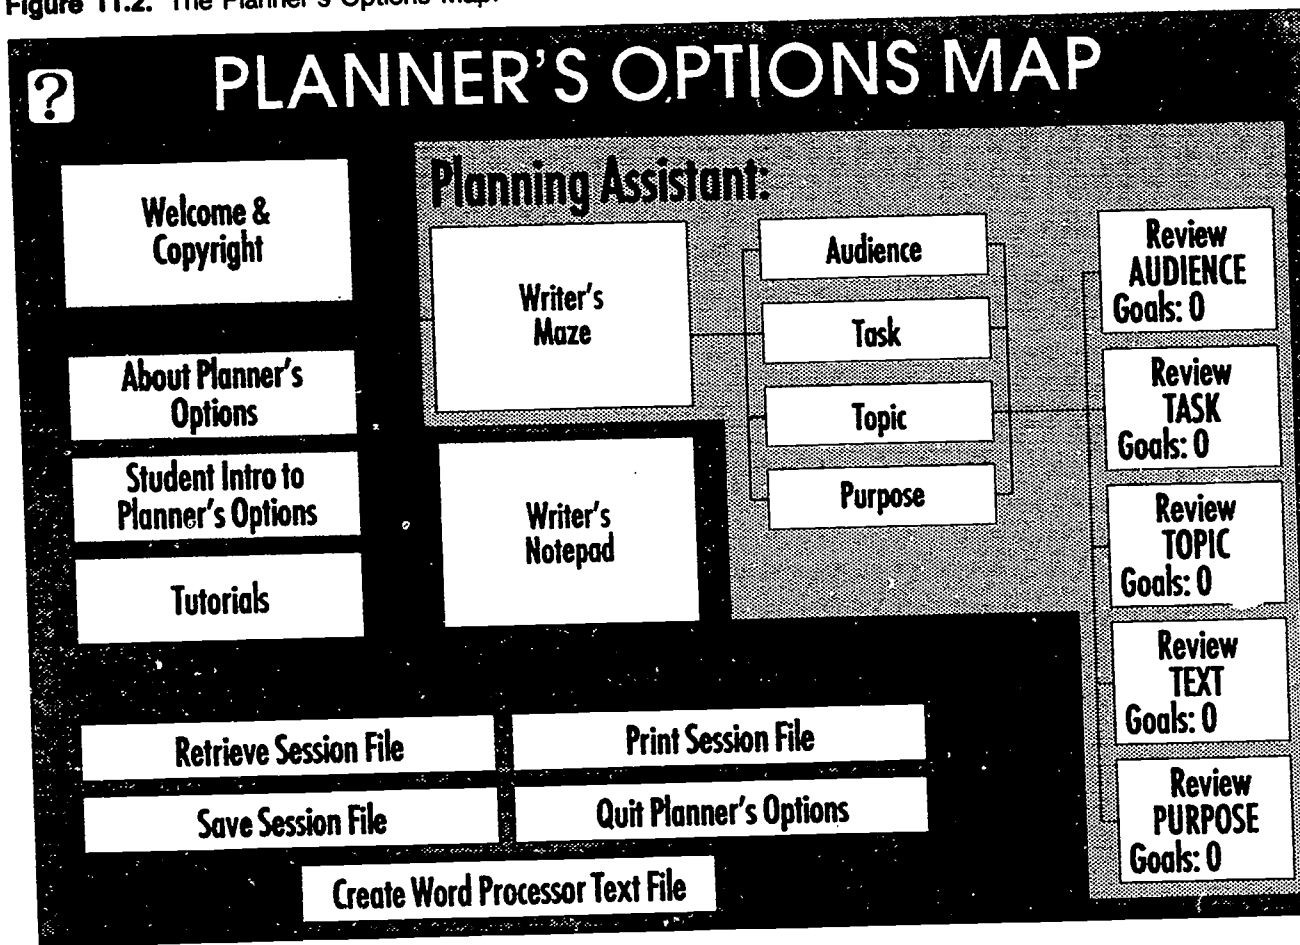 Figure 11.2. The Planner's Options Map.
?
PLANNER'S OPTIONS MAP
Welcome &
Copyright
About Planner's
Options
Student Intro to
Planner's Options
Tutorials
Planning Assistant:
Writer's
Maze
Writer's
Notepad
Audience
Task
Topic
Purpose
Review
AUDIENCE
Goals: 0
Review
TASK
Goals: 0
Review
TOPIC
Goals: 0
Review
TEXT
Goals: 0
Review
PURPOSE
Goals: 0
Retrieve Session File
Print Session File
Save Session File
Quit Planner's Options
Create Word Processor Text File